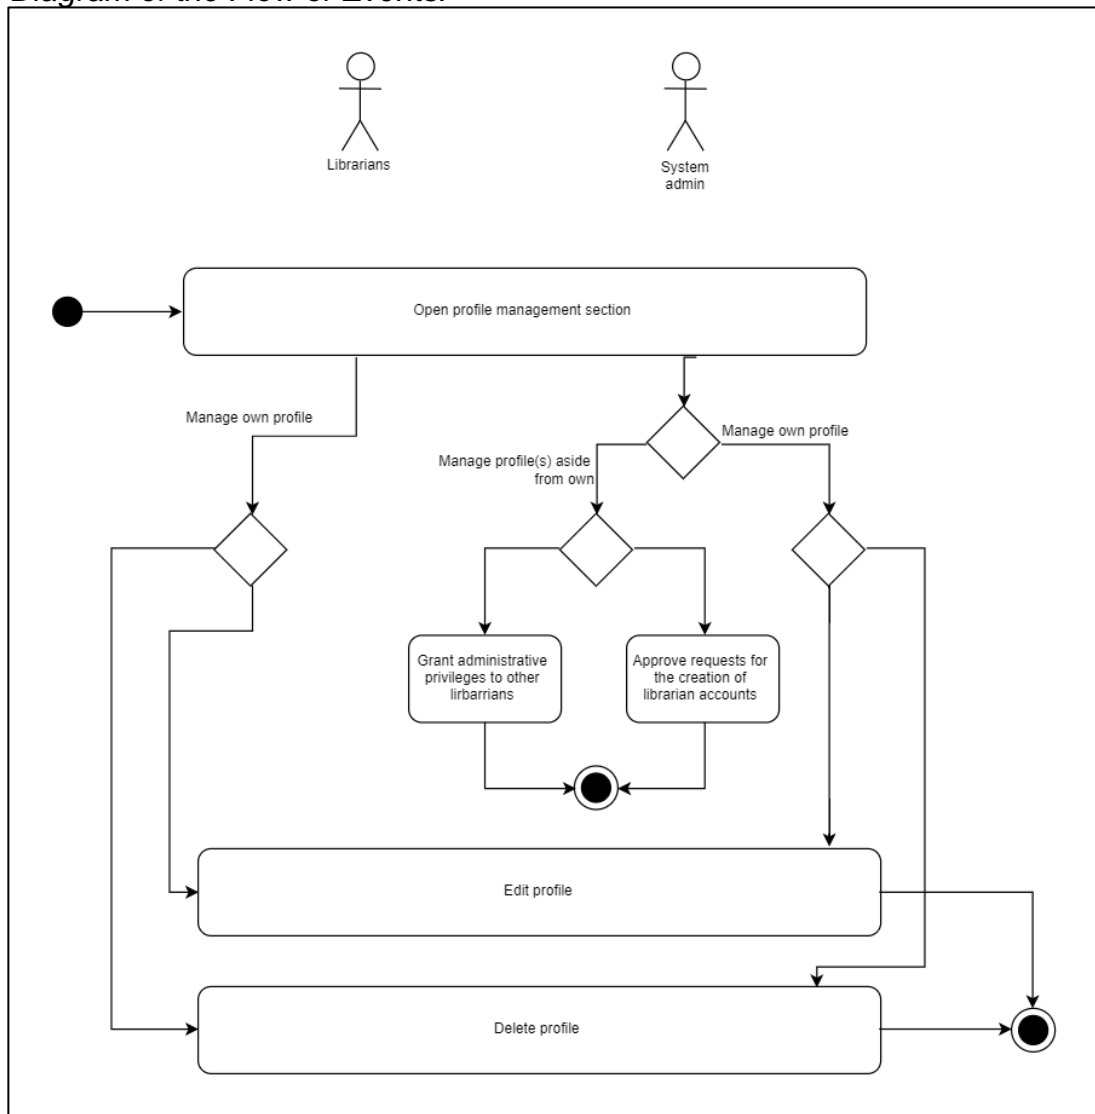 Diagram of the Flow of Events:
Librarians
System
admin
Open profile management section
Manage own profile
Manage own profile
Manage profile(s) aside
from own
Grant administrative
privileges to other
lirbarrians
Approve requests for
the creation of
librarian accounts
Edit profile
Delete profile